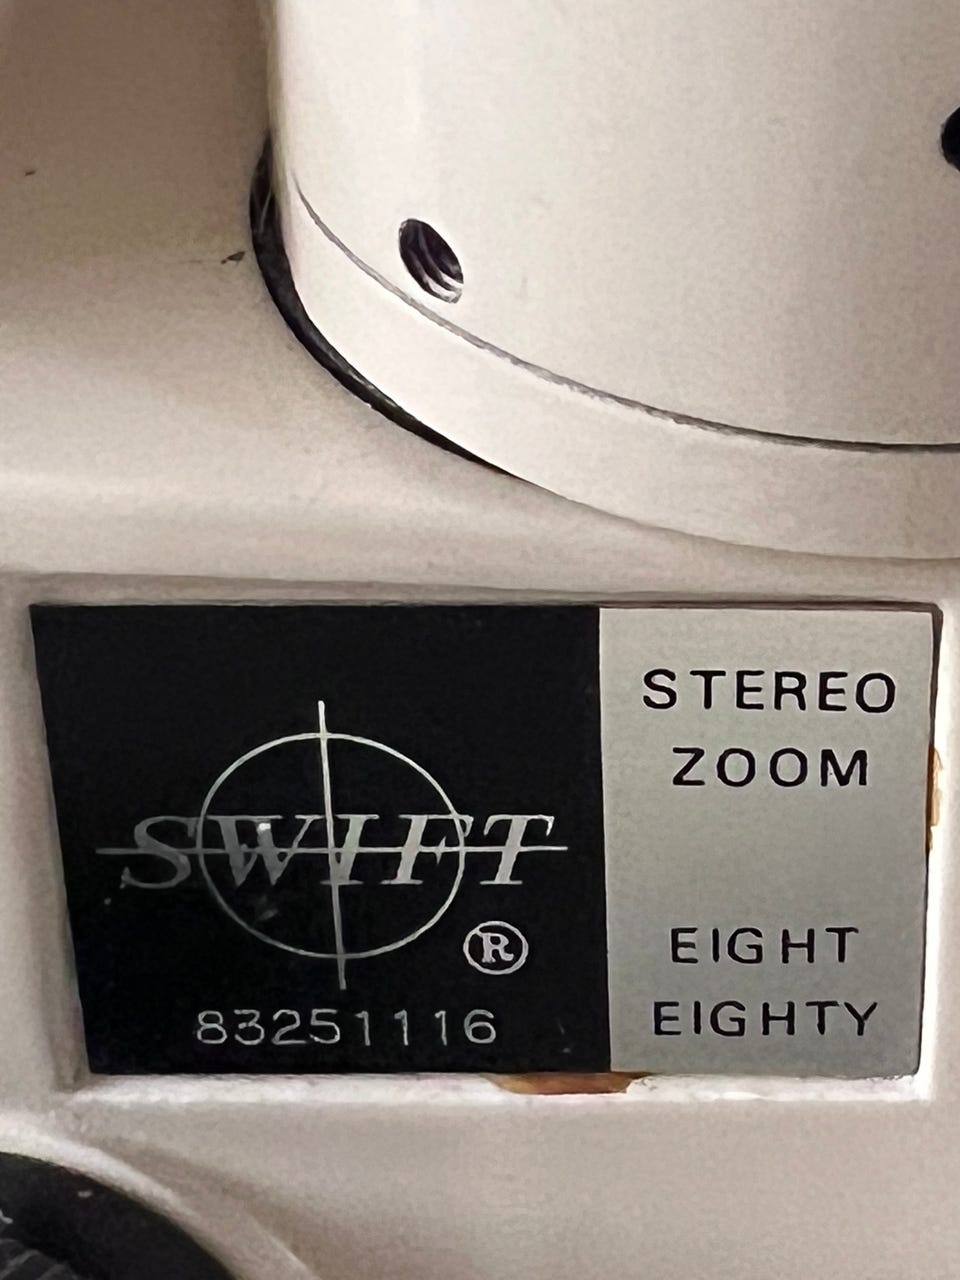 SWIFT
®
83251116
STEREO
ZOOM
EIGHT
EIGHTY